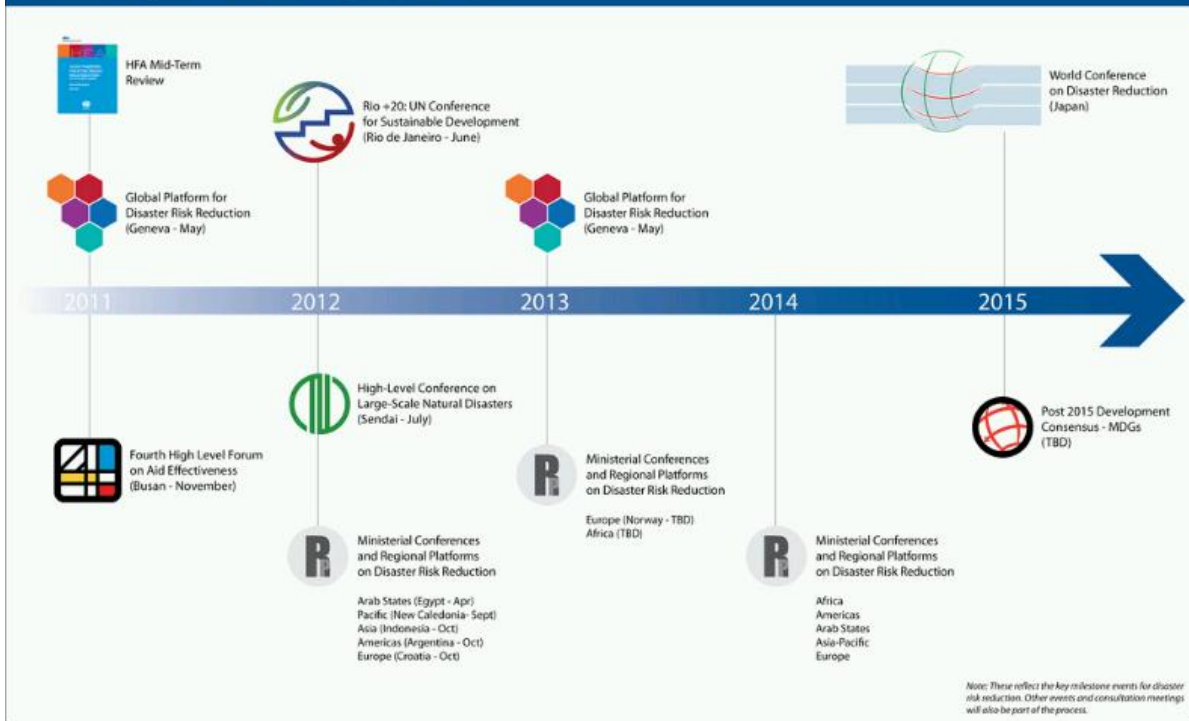 HFA
HFA Mid-Term
Review
Rio +20: UN Conference
for Sustainable Development
(Rio de Janeiro - June)
World Conference
on Disaster Reduction
(Japan)
Global Platform for
Disaster Risk Reduction
(Geneva - May)
Global Platform for
Disaster Risk Reduction
(Geneva - May)
2011
2012
2013
2014
2015
High-Level Conference on
Large-Scale Natural Disasters
(Sendai - July)
Fourth High Level Forum
on Aid Effectiveness
(Busan - November)
Post 2015 Development
Consensus - MDGs
(TBD)
RP
Ministerial Conferences
and Regional Platforms
on Disaster Risk Reduction
Europe (Norway - TBD)
Africa (TBD)
RP
Ministerial Conferences
and Regional Platforms
on Disaster Risk Reduction
Arab States (Egypt - Apr)
Pacific (New Caledonia- Sept)
Asia (Indonesia - Oct)
Americas (Argentina - Oct)
Europe (Croatia - Oct)
RP
Ministerial Conferences
and Regional Platforms
on Disaster Risk Reduction
Africa
Americas
Arab States
Asia-Pacific
Europe
Note: These reflect the key milestone events for disaster
risk reduction. Other events and consultation meetings
will also be part of the process.